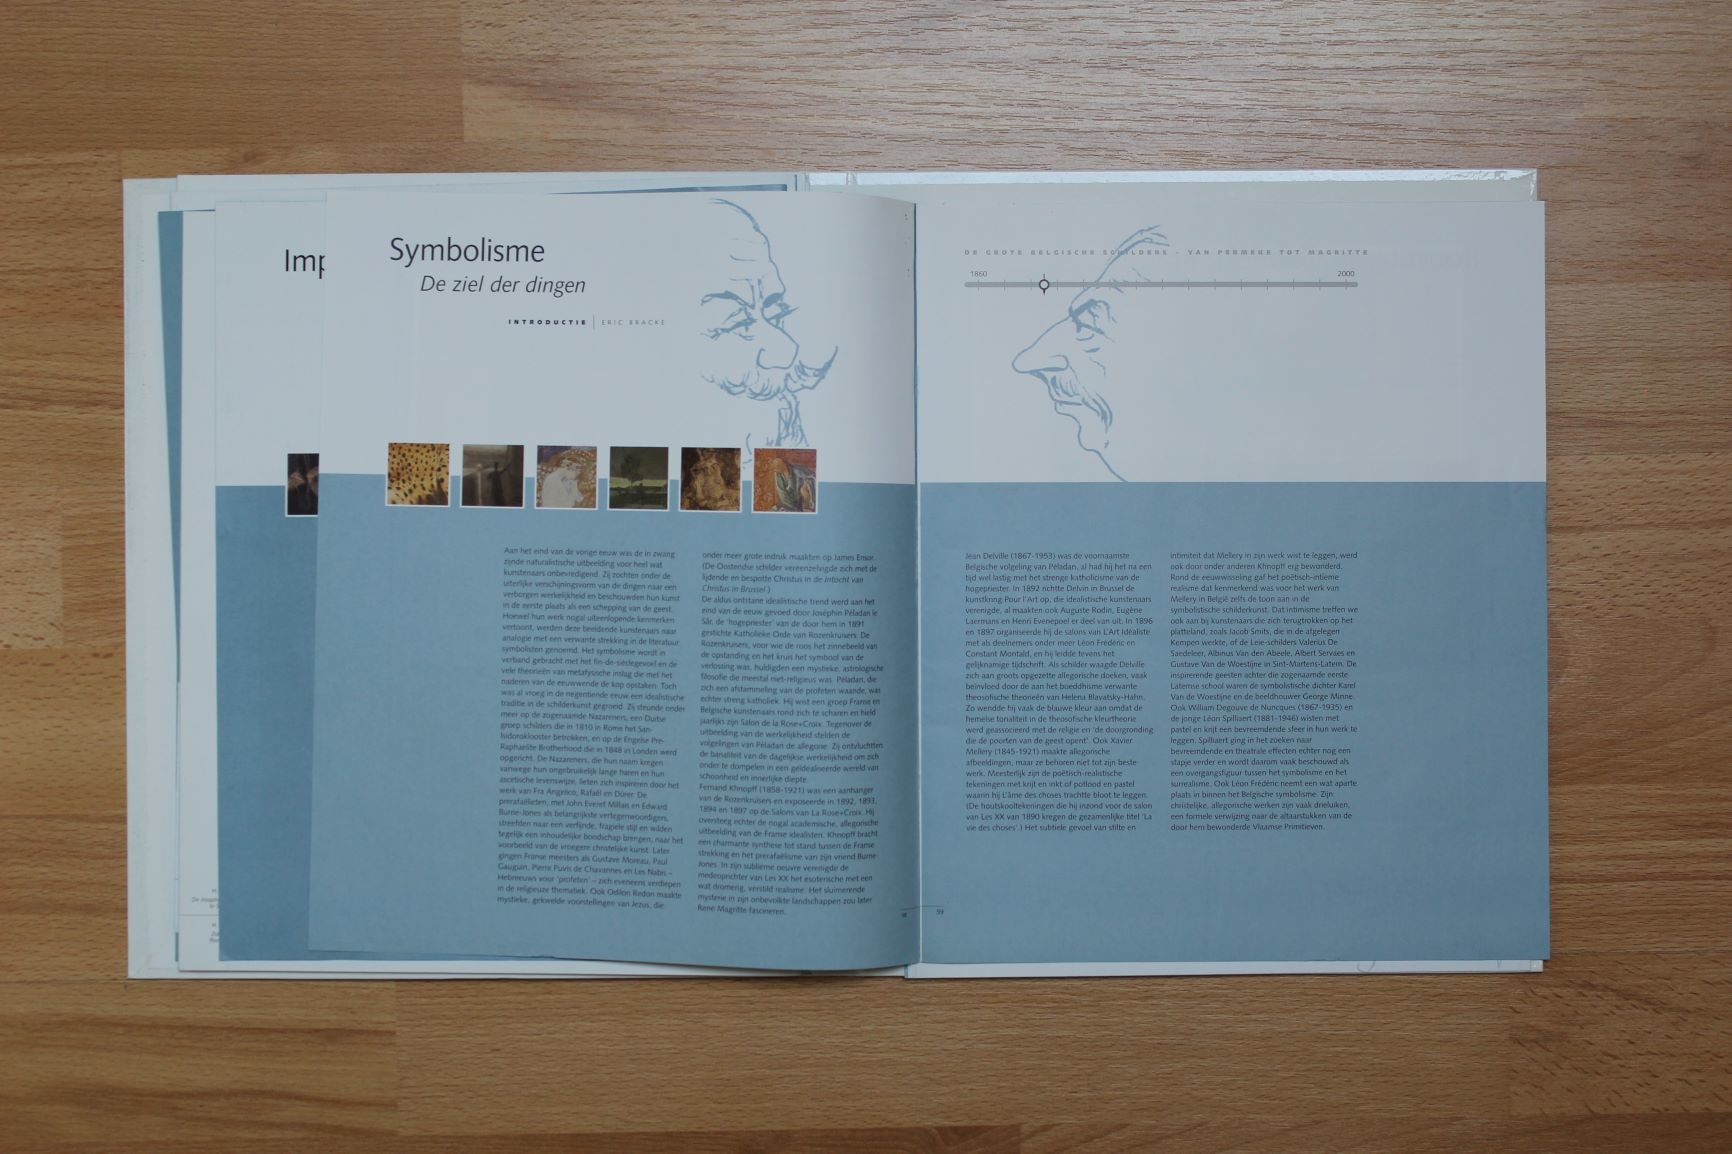 Imp
Symbolisme
De ziel der dingen
INTRODUCTIE | ERIC BRACKE
Aan het eind van de vorige eeuw was de in zwang
zijnde naturalistische uitbeelding voor heel wat
kunstenaars onbevredigend. Zij zochten onder de
uiterlijke verschijningsvorm van de dingen naar een
verborgen werkelijkheid en beschouwden hun kunst
in de eerste plaats als een schepping van de geest.
Hoewel hun werk nogal uiteenlopende kenmerken
vertoont, werden deze beeldende kunstenaars naar
analogie met een verwante strekking in de literatuur
symbolisten genoemd. Het symbolisme wordt in
verband gebracht met het fin-de-sièclegevoel en de
vele theorieën van metafysische inslag die met het
naderen van de eeuwwende de kop opstaken. Toch
was al vroeg in de negentiende eeuw een idealistische
traditie in de schilderkunst gegroeid. Zij steunde onder
meer op de zogenaamde Nazareners, een Duitse
groep schilders die in 1810 in Rome het San-
Isidoroklooster betrokken, en op de Engelse Pre-
Raphaelite Brotherhood die in 1848 in Londen werd
opgericht. De Nazareners, die hun naam kregen
vanwege hun ongebruikelijk lange haren en hun
ascetische levenswijze, lieten zich inspireren door het
werk van Fra Angelico, Rafaël en Dürer. De
prerafaëlieten, met John Everet Millais en Edward
Burne-Jones als belangrijkste vertegenwoordigers,
streefden naar een verfijnde, fragiele stijl en wilden
tegelijk een inhoudelijke boodschap brengen, naar het
voorbeeld van de vroegere christelijke kunst. Later
gingen Franse meesters als Gustave Moreau, Paul
Gauguin, Pierre Puvis de Chavannes en Les Nabis –
Hebreeuws voor 'profeten' – zich eveneens verdiepen
in de religieuze thematiek. Ook Odilon Redon maakte
mystieke, gekwelde voorstellingen van Jezus, die
onder meer grote indruk maakten op James Ensor.
(De Oostendse schilder vereenzelvigde zich met de
lijdende en bespotte Christus in de Intocht van
Christus in Brussel.)
De aldus ontstane idealistische trend werd aan het
eind van de eeuw gevoed door Joséphin Péladan le
Sâr, de 'hogepriester' van de door hem in 1891
gestichte Katholieke Orde van Rozenkruisers. De
Rozenkruisers, voor wie de roos het zinnebeeld van
de opstanding en het kruis het symbool van de
verlossing was, huldigden een mystieke, astrologische
filosofie die meestal niet-religieus was. Péladan, die
zich een afstammeling van de profeten waande, was
echter streng katholiek. Hij wist een groep Franse en
Belgische kunstenaars rond zich te scharen en hield
jaarlijks zijn Salon de la Rose+Croix. Tegenover de
uitbeelding van de werkelijkheid stelden de
volgelingen van Péladan de allegorie. Zij ontvluchtten
de banaliteit van de dagelijkse werkelijkheid om zich
onder te dompelen in een geïdealiseerde wereld van
schoonheid en innerlijke diepte.
Fernand Khnopff (1858-1921) was een aanhanger
van de Rozenkruisers en exposeerde in 1892, 1893,
1894 en 1897 op de Salons van La Rose+Croix. Hij
oversteeg echter de nogal academische, allegorische
uitbeelding van de Franse idealisten. Khnopff bracht
een charmante synthese tot stand tussen de Franse
strekking en het prerafaëlisme van zijn vriend Burne-
Jones. In zijn sublieme oeuvre verenigde de
medeoprichter van Les XX het esoterische met een
wat dromerig, verstild realisme. Het sluimerende
mysterie in zijn onbevolkte landschappen zou later
René Magritte fascineren.
DE GROTE BELGISCHE SCHILDERS - VAN PERMEKE TOT MAGRITTE
1860 2000
Jean Delville (1867-1953) was de voornaamste
Belgische volgeling van Péladan, al had hij het na een
tijd wel lastig met het strenge katholicisme van de
hogepriester. In 1892 richtte Delvin in Brussel de
kunstkring Pour l'Art op, die idealistische kunstenaars
verenigde, al maakten ook Auguste Rodin, Eugène
Laermans en Henri Evenepoel er deel van uit. In 1896
en 1897 organiseerde hij de salons van L'Art Idéaliste
met als deelnemers onder meer Léon Frédéric en
Constant Montald, en hij leidde tevens het
gelijknamige tijdschrift. Als schilder waagde Delville
zich aan groots opgezette allegorische doeken, vaak
beïnvloed door de aan het boeddhisme verwante
theosofische theorieën van Helena Blavatsky-Hahn.
Zo wendde hij vaak de blauwe kleur aan omdat de
hemelse tonaliteit in de theosofische kleurtheorie
werd geassocieerd met de religie en 'de doorgronding
die de poorten van de geest opent'. Ook Xavier
Mellery (1845-1921) maakte allegorische
afbeeldingen, maar ze behoren niet tot zijn beste
werk. Meesterlijk zijn de poëtisch-realistische
tekeningen met krijt en inkt of potlood en pastel
waarin hij L'âme des choses trachtte bloot te leggen.
(De houtskooltekeningen die hij inzond voor de salon
van Les XX van 1890 kregen de gezamenlijke titel 'La
vie des choses'.) Het subtiele gevoel van stilte en
intimiteit dat Mellery in zijn werk wist te leggen, werd
ook door onder anderen Khnopff erg bewonderd.
Rond de eeuwwisseling gaf het poëtisch-intieme
realisme dat kenmerkend was voor het werk van
Mellery in België zelfs de toon aan in de
symbolistische schilderkunst. Dat intimisme treffen we
ook aan bij kunstenaars die zich terugtrokken op het
platteland, zoals Jacob Smits, die in de afgelegen
Kempen werkte, of de Leie-schilders Valerius De
Saedeleer, Albinus Van den Abeele, Albert Servaes en
Gustave Van de Woestijne in Sint-Martens-Latem. De
inspirerende geesten achter die zogenaamde eerste
Latemse school waren de symbolistische dichter Karel
Van de Woestijne en de beeldhouwer George Minne.
Ook William Degouve de Nuncques (1867-1935) en
de jonge Léon Spilliaert (1881-1946) wisten met
pastel en krijt een bevreemdende sfeer in hun werk te
leggen. Spilliaert ging in het zoeken naar
bevreemdende en theatrale effecten echter nog een
stapje verder en wordt daarom vaak beschouwd als
een overgangsfiguur tussen het symbolisme en het
surrealisme. Ook Léon Frédéric neemt een wat aparte
plaats in binnen het Belgische symbolisme. Zijn
christelijke, allegorische werken zijn vaak drieluiken,
een formele verwijzing naar de altaarstukken van de
door hem bewonderde Vlaamse Primitieven.
59